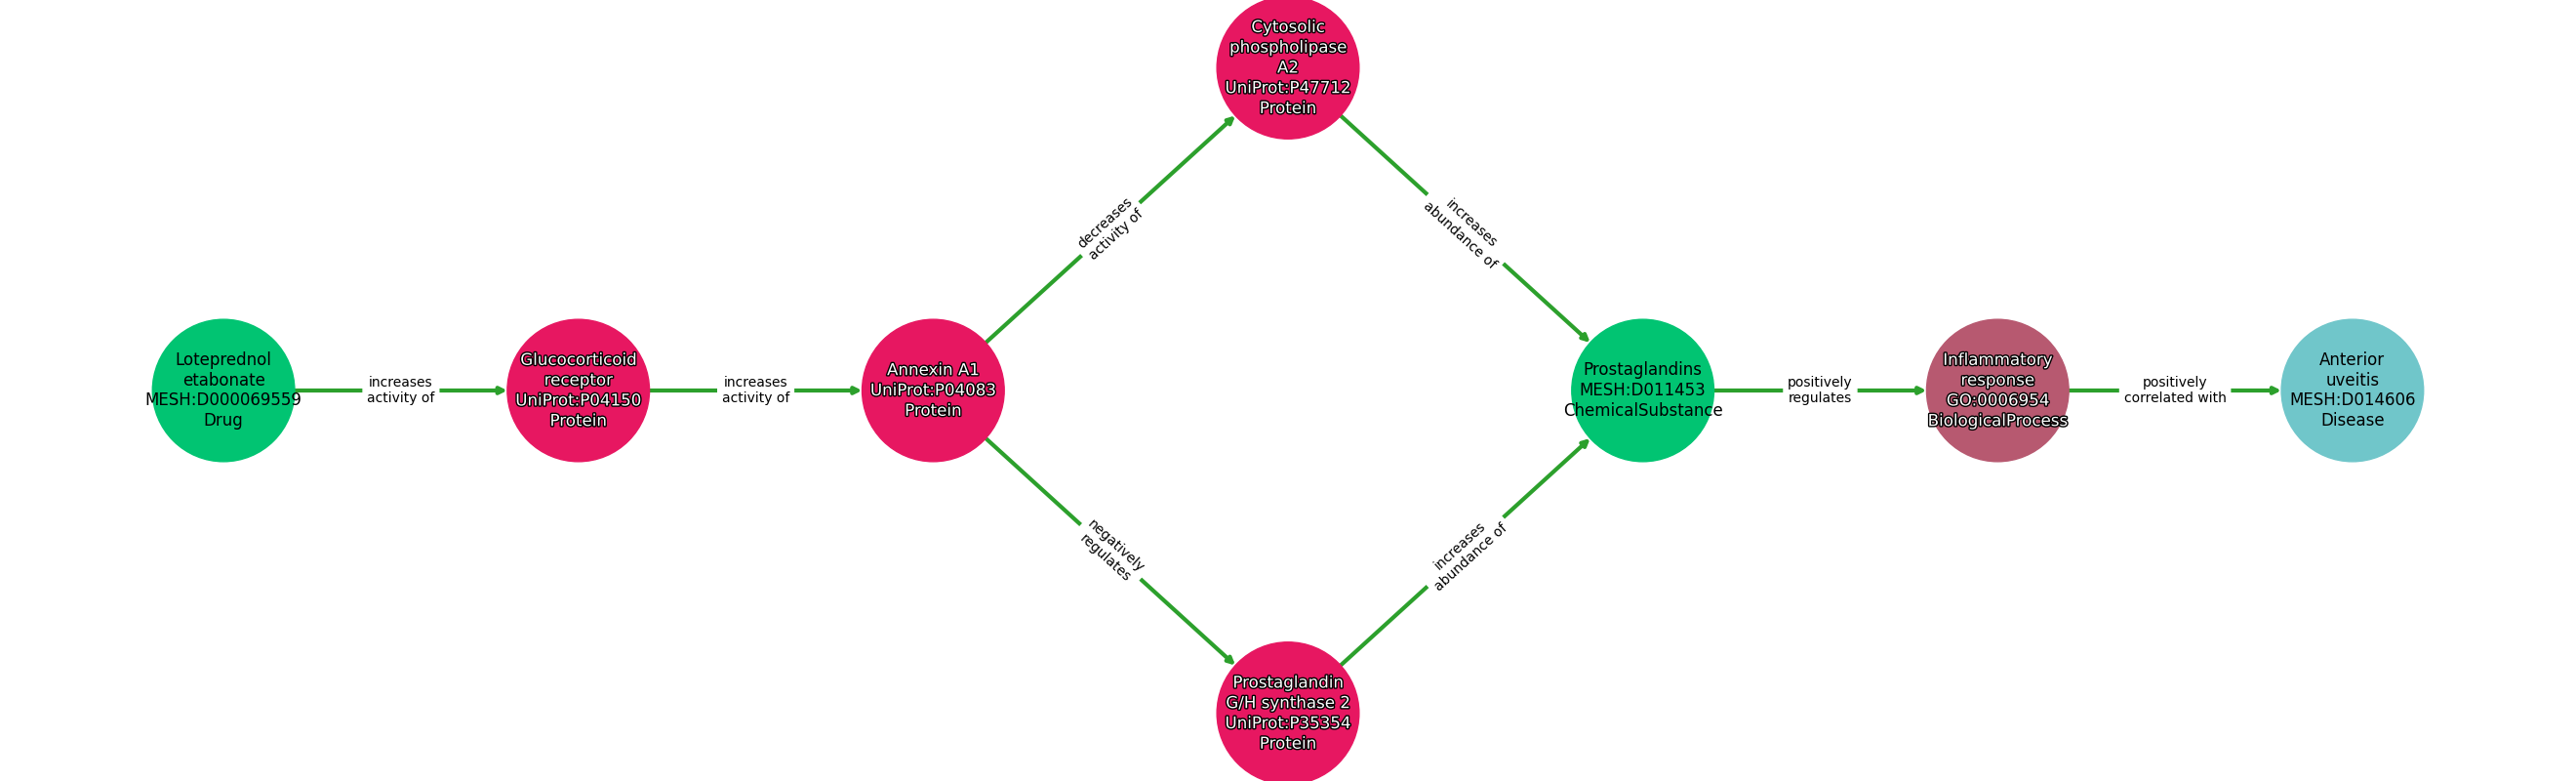 Loteprednol
etabonate
MESH:D000069559
Drug
increases
activity of
Glucocorticoid
receptor
UniProt:P04150
Protein
increases
activity of
Annexin A1
UniProt:P04083
Protein
decreases
activity of
negatively
regulates
Cytosolic
phospholipase
A2
UniProt:P47712
Protein
Prostaglandin
G/H synthase 2
UniProt:P35354
Protein
increases
abundance of
increases
abundance of
Prostaglandins
MESH:D011453
ChemicalSubstance
positively
regulates
Inflammatory
response
GO:0006954
BiologicalProcess
positively
correlated with
Anterior
uveitis
MESH:D014606
Disease